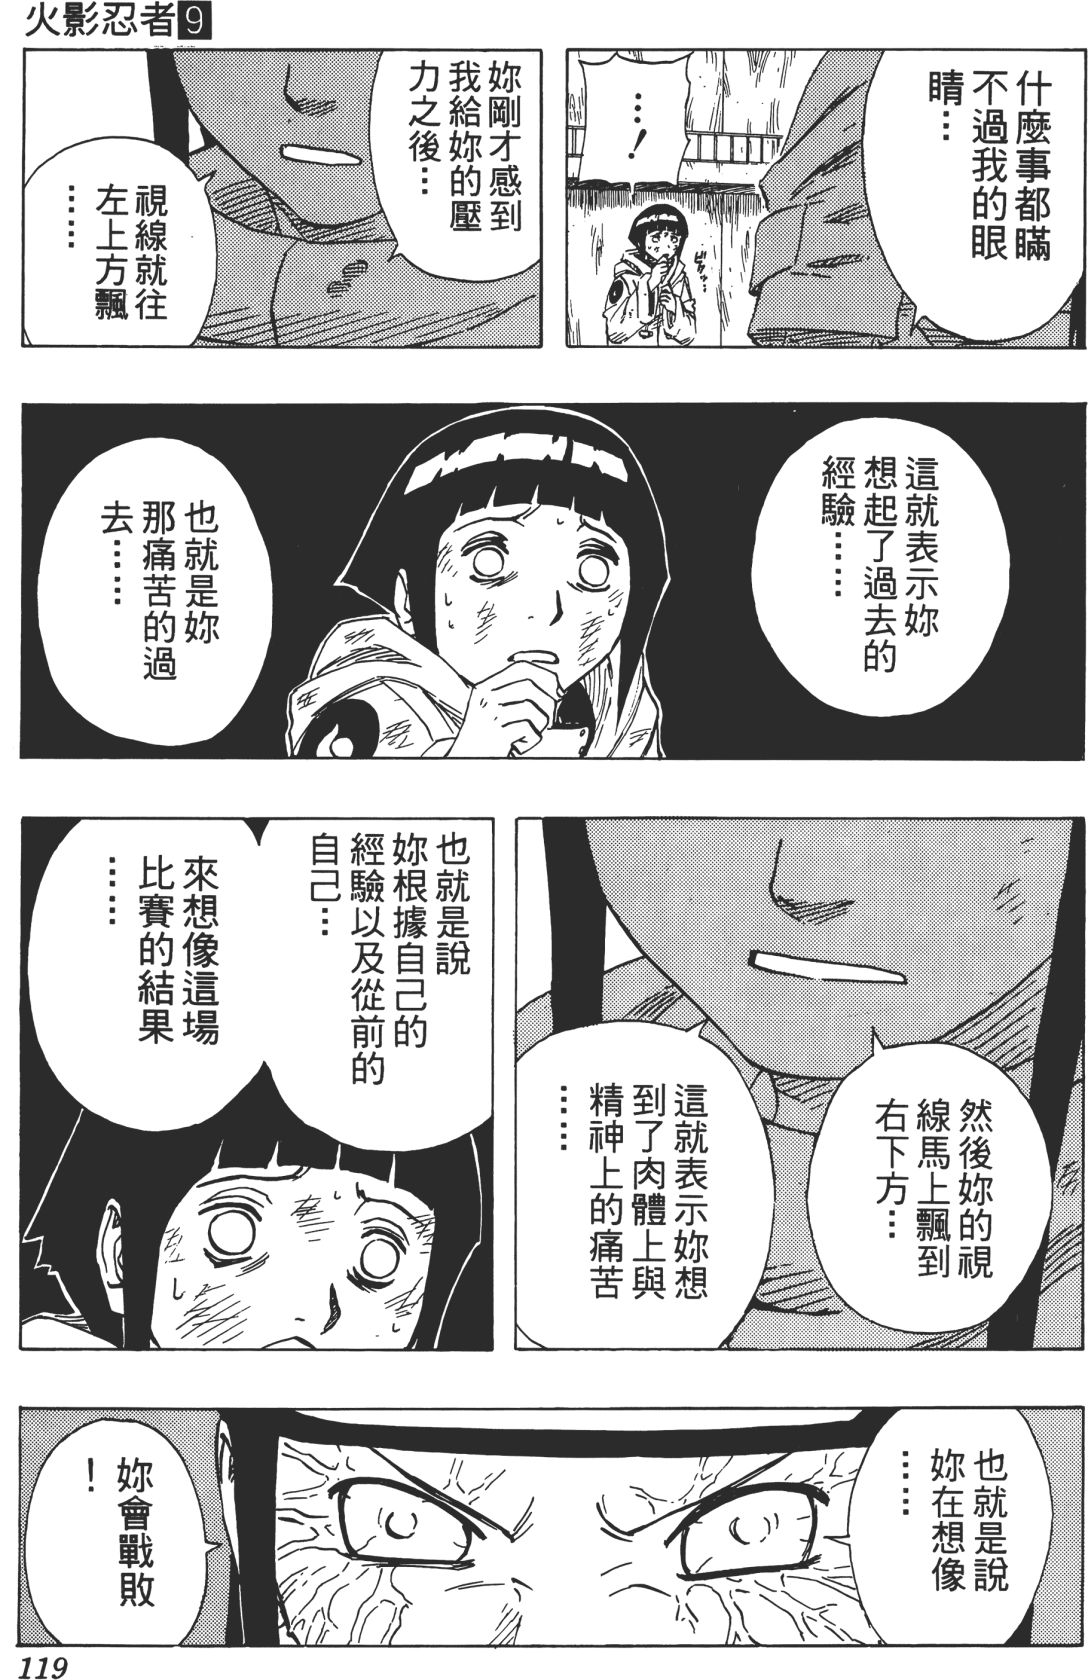 火影忍者9
什麼事都瞞
不過我的眼
睛⋯
⋯！
ビクッ⋯
妳剛才感到
我給妳的壓
力之後⋯
視線就往
左上方飄
⋯⋯
這就表示妳
想起了過去的
經驗⋯⋯
也就是妳
那痛苦的過
去⋯⋯
然後妳的視
線馬上飄到
右下方⋯
這就表示妳想
到了肉體上與
精神上的痛苦
⋯⋯
也就是說
妳根據自己的
經驗以及從前的
自己⋯
來想像這場
比賽的結果
⋯⋯
也就是說
妳在想像
⋯⋯
妳會戰敗
！
119